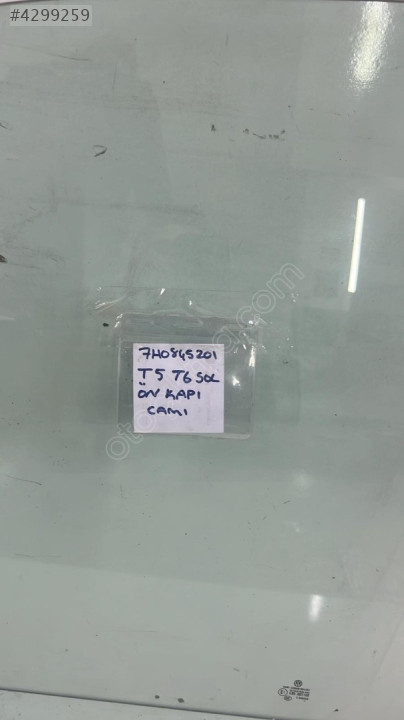 #4299259
7H0845201
T5 T6 SOL
ÖN KAPI
CAMI